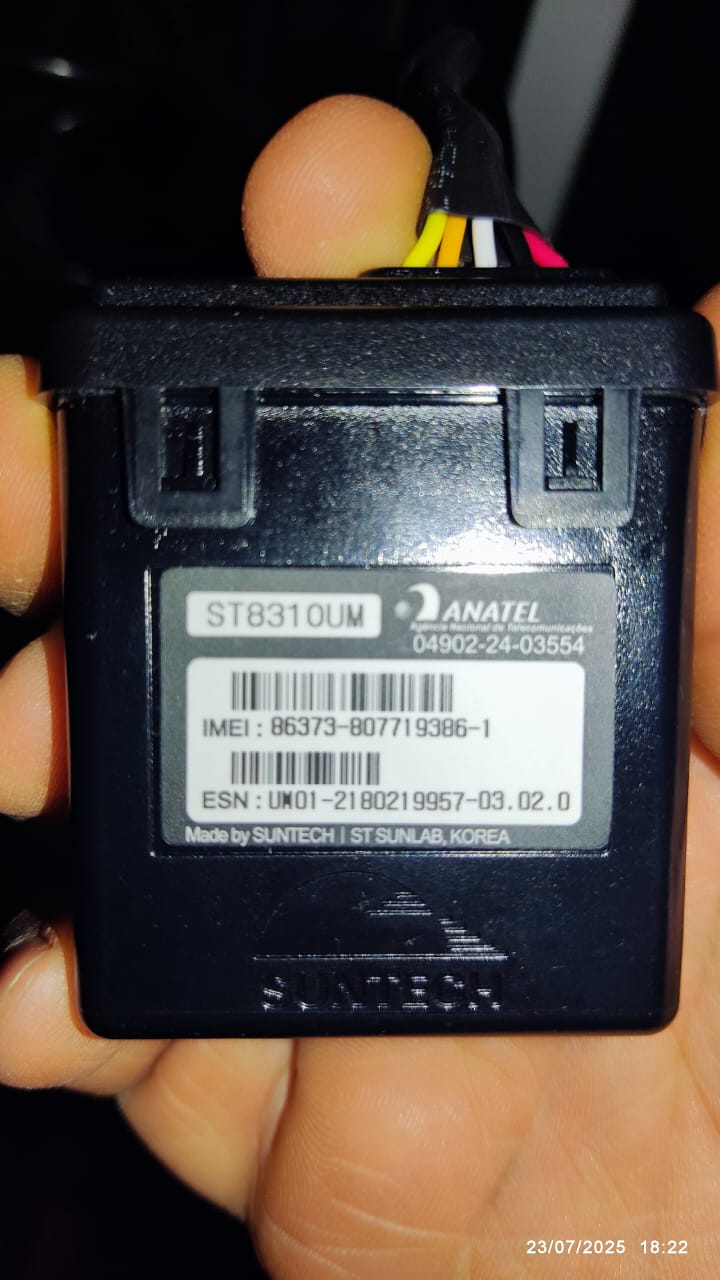 ST8310UM
ANATEL
Agência Nacional de Telecomunicações
04902-24-03554
IMEI : 86373-807719386-1
ESN : UM01-2180219957-03.02.0
Made by SUNTECH | ST SUNLAB, KOREA
SUNTECH
23/07/2025 18:22